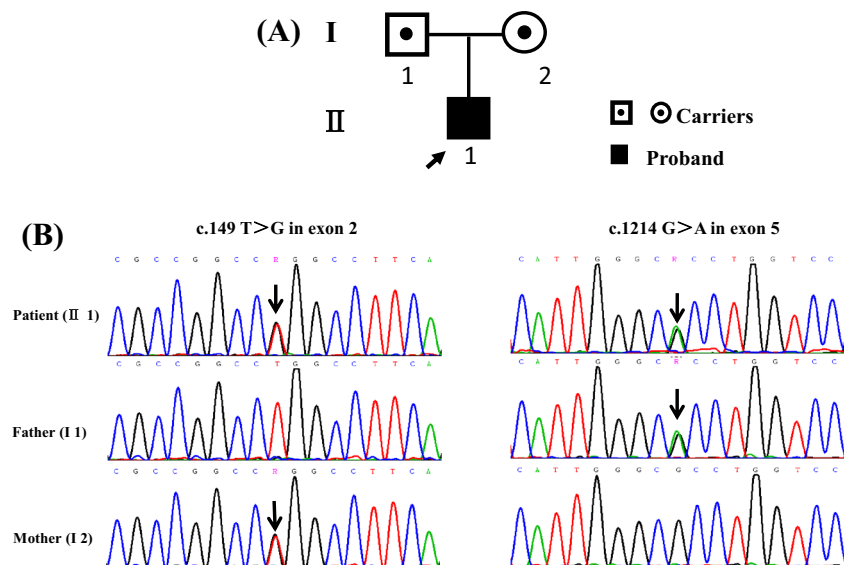 (A) I
1 2
II
1
Carriers
Proband
(B)
c.149 T>G in exon 2 c.1214 G>A in exon 5
C G C C G G C C R G G C C T T C A C A T T G G G C R C C T G G T C C
Patient (Ⅱ 1)
C G C C G G C C T G G C C T T C A C A T T G G G C R C C T G G T C C
Father (I 1)
C G C C G G C C R G G C C T T C A C A T T G G G C G C C T G G T C C
Mother (I 2)